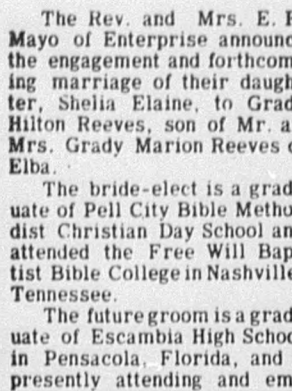 The Rev. and Mrs. E.
Mayo of Enterprise announc
the engagement and forthcom
ing marriage of their daugh
ter, Shelia Elaine, to Grad
Hilton Reeves, son of Mr. a
Mrs. Grady Marion Reeves
Elba.
The bride-elect is a grad
uate of Pell City Bible Metho
dist Christian Day School an
attended the Free Will Bap
tist Bible College in Nashville
Tennessee.
The future groom is a grad
uate of Escambia High Schoo
in Pensacola, Florida, and
presently attending and em